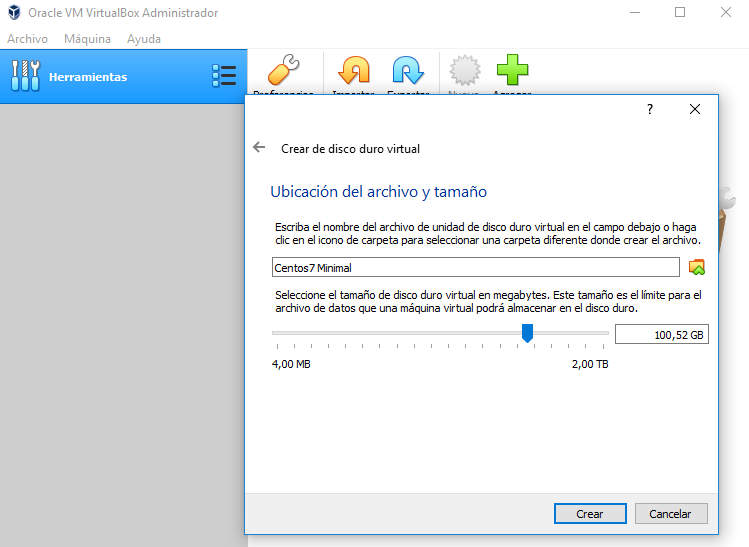 Oracle VM VirtualBox Administrador
Archivo Máquina Ayuda
Herramientas
Preferencias Importar Exportar Nueva Agregar
?
Crear de disco duro virtual
Ubicación del archivo y tamaño
Escriba el nombre del archivo de unidad de disco duro virtual en el campo debajo o haga
clic en el icono de carpeta para seleccionar una carpeta diferente donde crear el archivo.
Centos7 Minimal
Seleccione el tamaño de disco duro virtual en megabytes. Este tamaño es el límite para el
archivo de datos que una máquina virtual podrá almacenar en el disco duro.
100,52 GB
4,00 MB 2,00 TB
Crear Cancelar